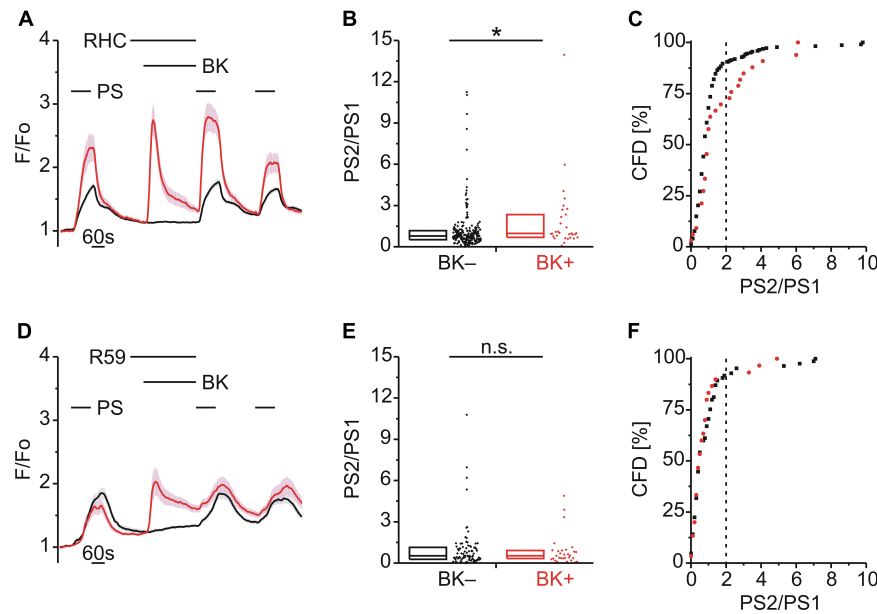 A
RHC
BK
PS
F/Fo
4
3
2
1
60s
B
*
PS2/PS1
15
12
9
6
3
0
BK–
BK+
C
CFD [%]
100
75
50
25
0
0 2 4 6 8 10
PS2/PS1
D
R59
BK
PS
F/Fo
4
3
2
1
60s
E
n.s.
PS2/PS1
15
12
9
6
3
0
BK–
BK+
F
CFD [%]
100
75
50
25
0
0 2 4 6 8 10
PS2/PS1